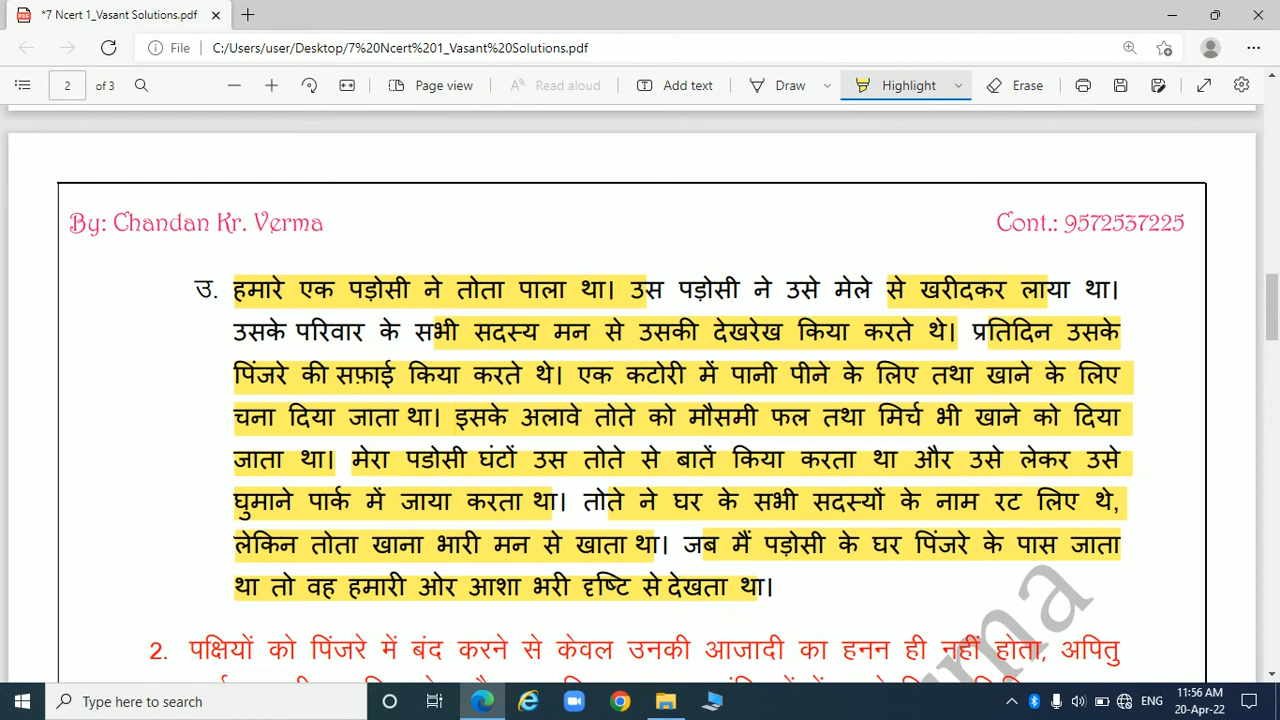 *7 Ncert 1_Vasant Solutions.pdf
File C:/Users/user/Desktop/7%20Ncert%201_Vasant%20Solutions.pdf
2 of 3 Page view Read aloud Add text Draw Highlight Erase
By: Chandan Kr. Verma Cont.: 9572537225
उ. हमारे एक पड़ोसी ने तोता पाला था। उस पड़ोसी ने उसे मेले से खरीदकर लाया था।
उसके परिवार के सभी सदस्य मन से उसकी देखरेख किया करते थे। प्रतिदिन उसके
पिंजरे की सफ़ाई किया करते थे। एक कटोरी में पानी पीने के लिए तथा खाने के लिए
चना दिया जाता था। इसके अलावे तोते को मौसमी फल तथा मिर्च भी खाने को दिया
जाता था। मेरा पडोसी घंटों उस तोते से बातें किया करता था और उसे लेकर उसे
घुमाने पार्क में जाया करता था। तोते ने घर के सभी सदस्यों के नाम रट लिए थे,
लेकिन तोता खाना भारी मन से खाता था। जब मैं पड़ोसी के घर पिंजरे के पास जाता
था तो वह हमारी ओर आशा भरी दृष्टि से देखता था।
2. पक्षियों को पिंजरे में बंद करने से केवल उनकी आजादी का हनन ही नहीं होता, अपितु
rma
Type here to search ENG 11:56 AM
20-Apr-22